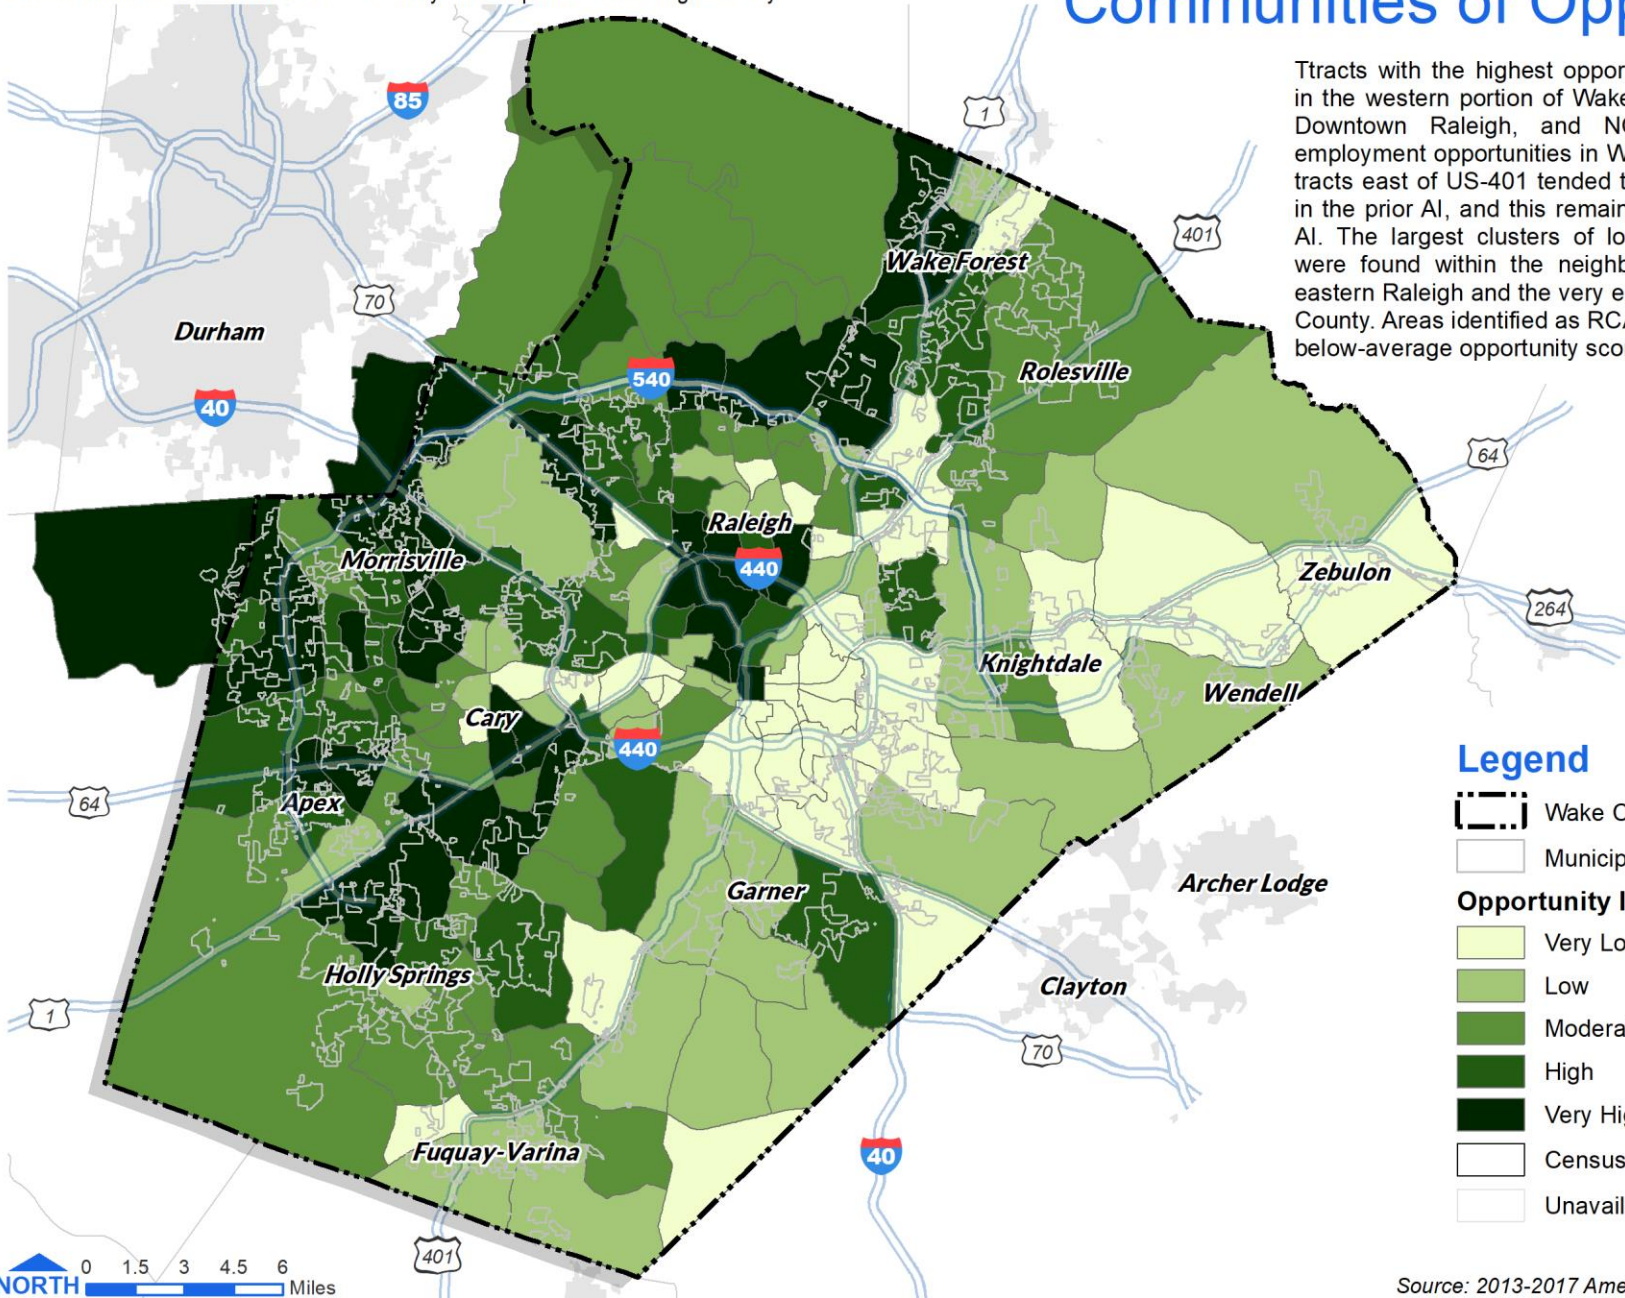 Communities of Opp
Ttracts with the highest oppor
in the western portion of Wake
Downtown Raleigh, and NC
employment opportunities in W
tracts east of US-401 tended t
in the prior AI, and this remain
AI. The largest clusters of lo
were found within the neighb
eastern Raleigh and the very e
County. Areas identified as RCA
below-average opportunity sco
85
1
401
70
Wake Forest
Durham
540
Rolesville
40
64
Raleigh
Morrisville
440
Zebulon
264
Knightdale
Wendell
Cary
440
64
Apex
Garner
Archer Lodge
Holly Springs
Clayton
1
70
Fuquay-Varina
40
401
Legend
Wake C
Municip
Opportunity I
Very Lo
Low
Modera
High
Very Hig
Census
Unavail
NORTH 0 1.5 3 4.5 6
Miles
Source: 2013-2017 Ame